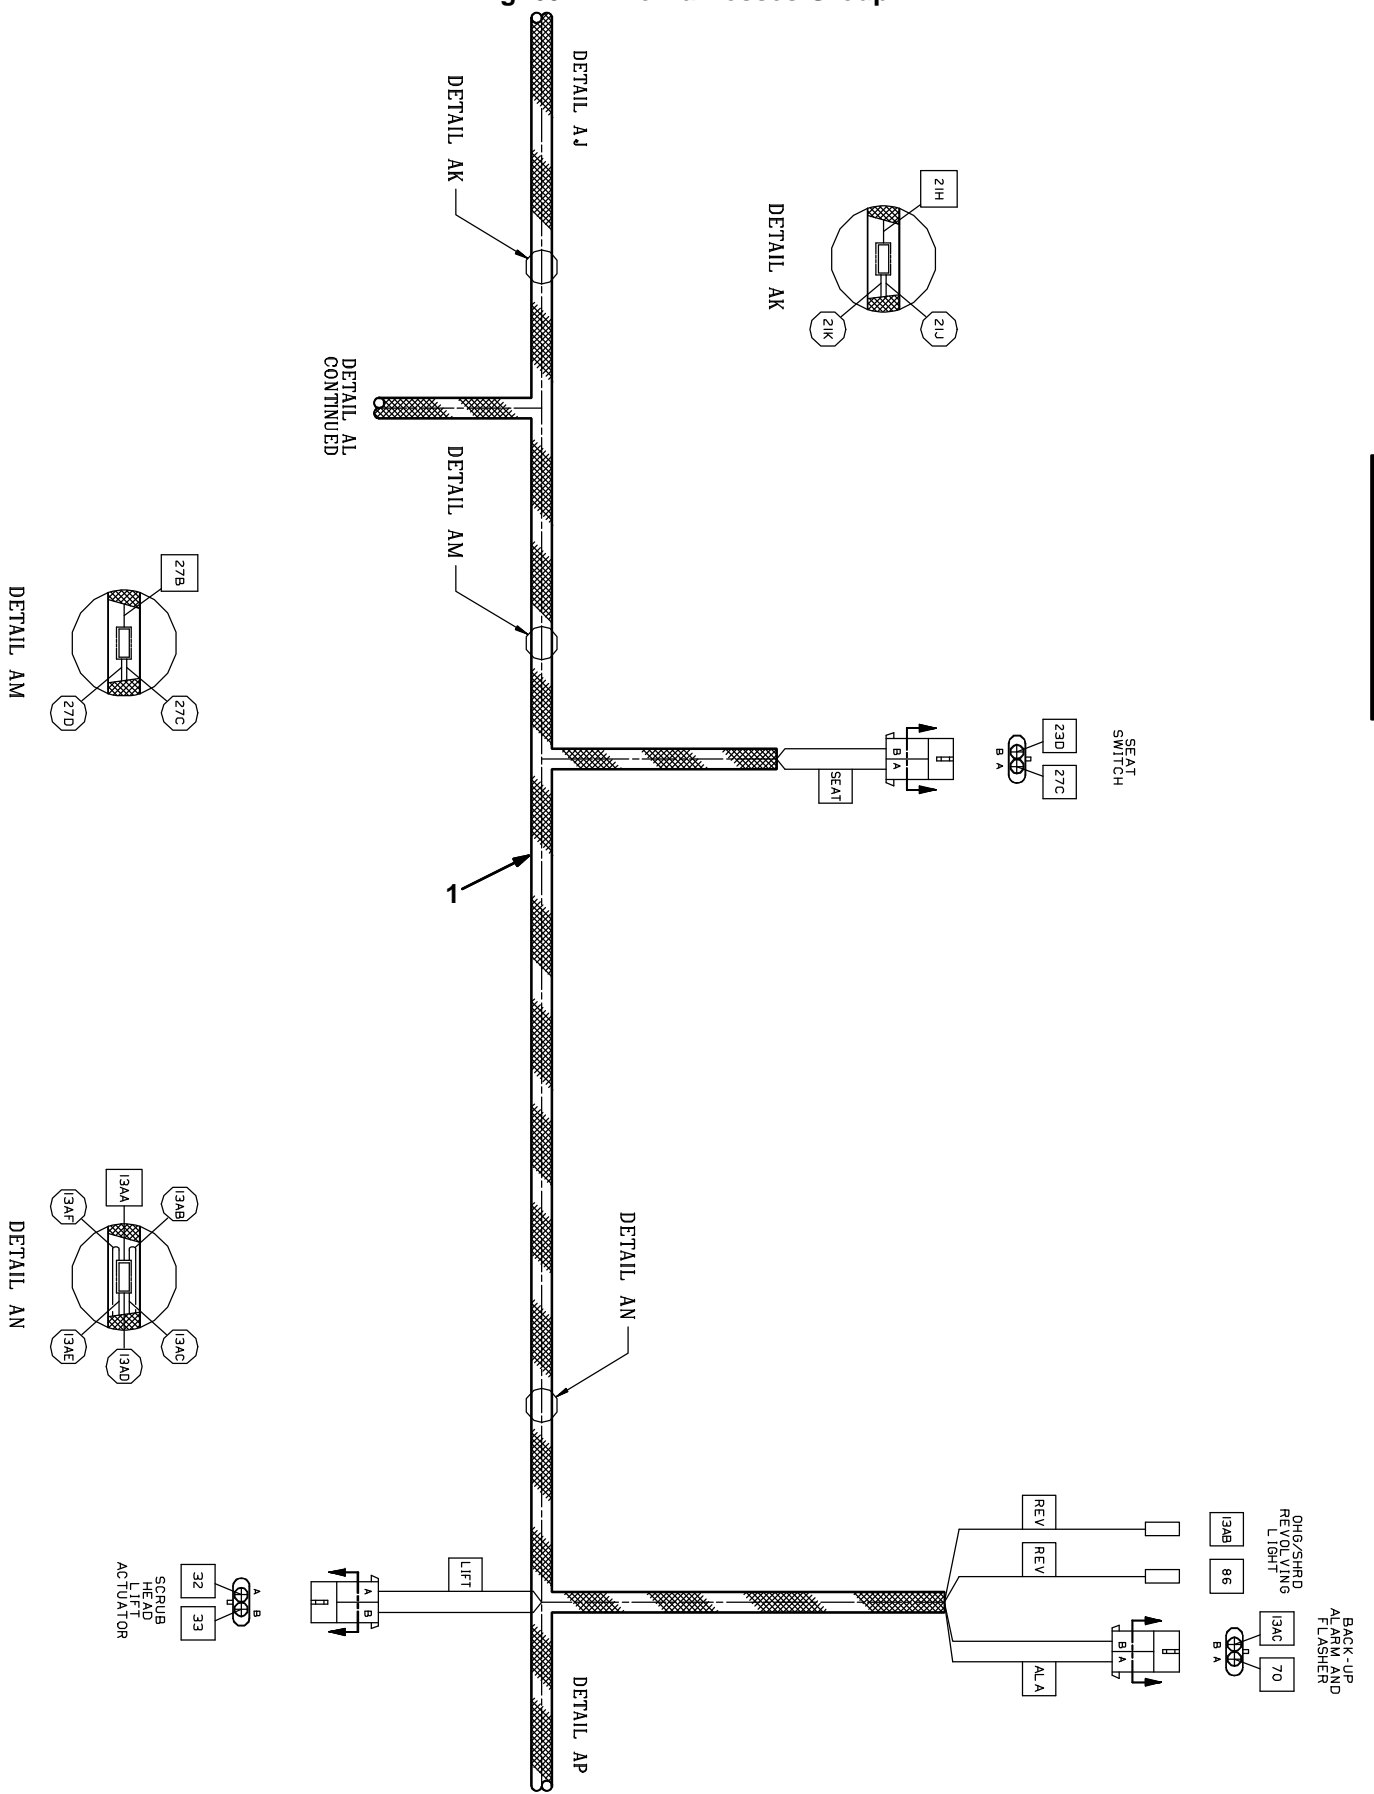 DETAIL AJ
DETAIL AK
21H
21J
21K
DETAIL AK
DETAIL AL
CONTINUED
DETAIL AM
27B
27C
27D
DETAIL AM
SEAT
SWITCH
23D
27C
B A
B A
SEAT
1
DETAIL AN
13AA
13AB
13AF
13AC
13AD
13AE
DETAIL AN
OHG/SHRD
REVOLVING
LIGHT
13AB
86
REV
REV
BACK-UP
ALARM AND
FLASHER
13AC
70
B A
B A
ALA
LIFT
A B
A B
32
33
SCRUB
HEAD
LIFT
ACTUATOR
DETAIL AP